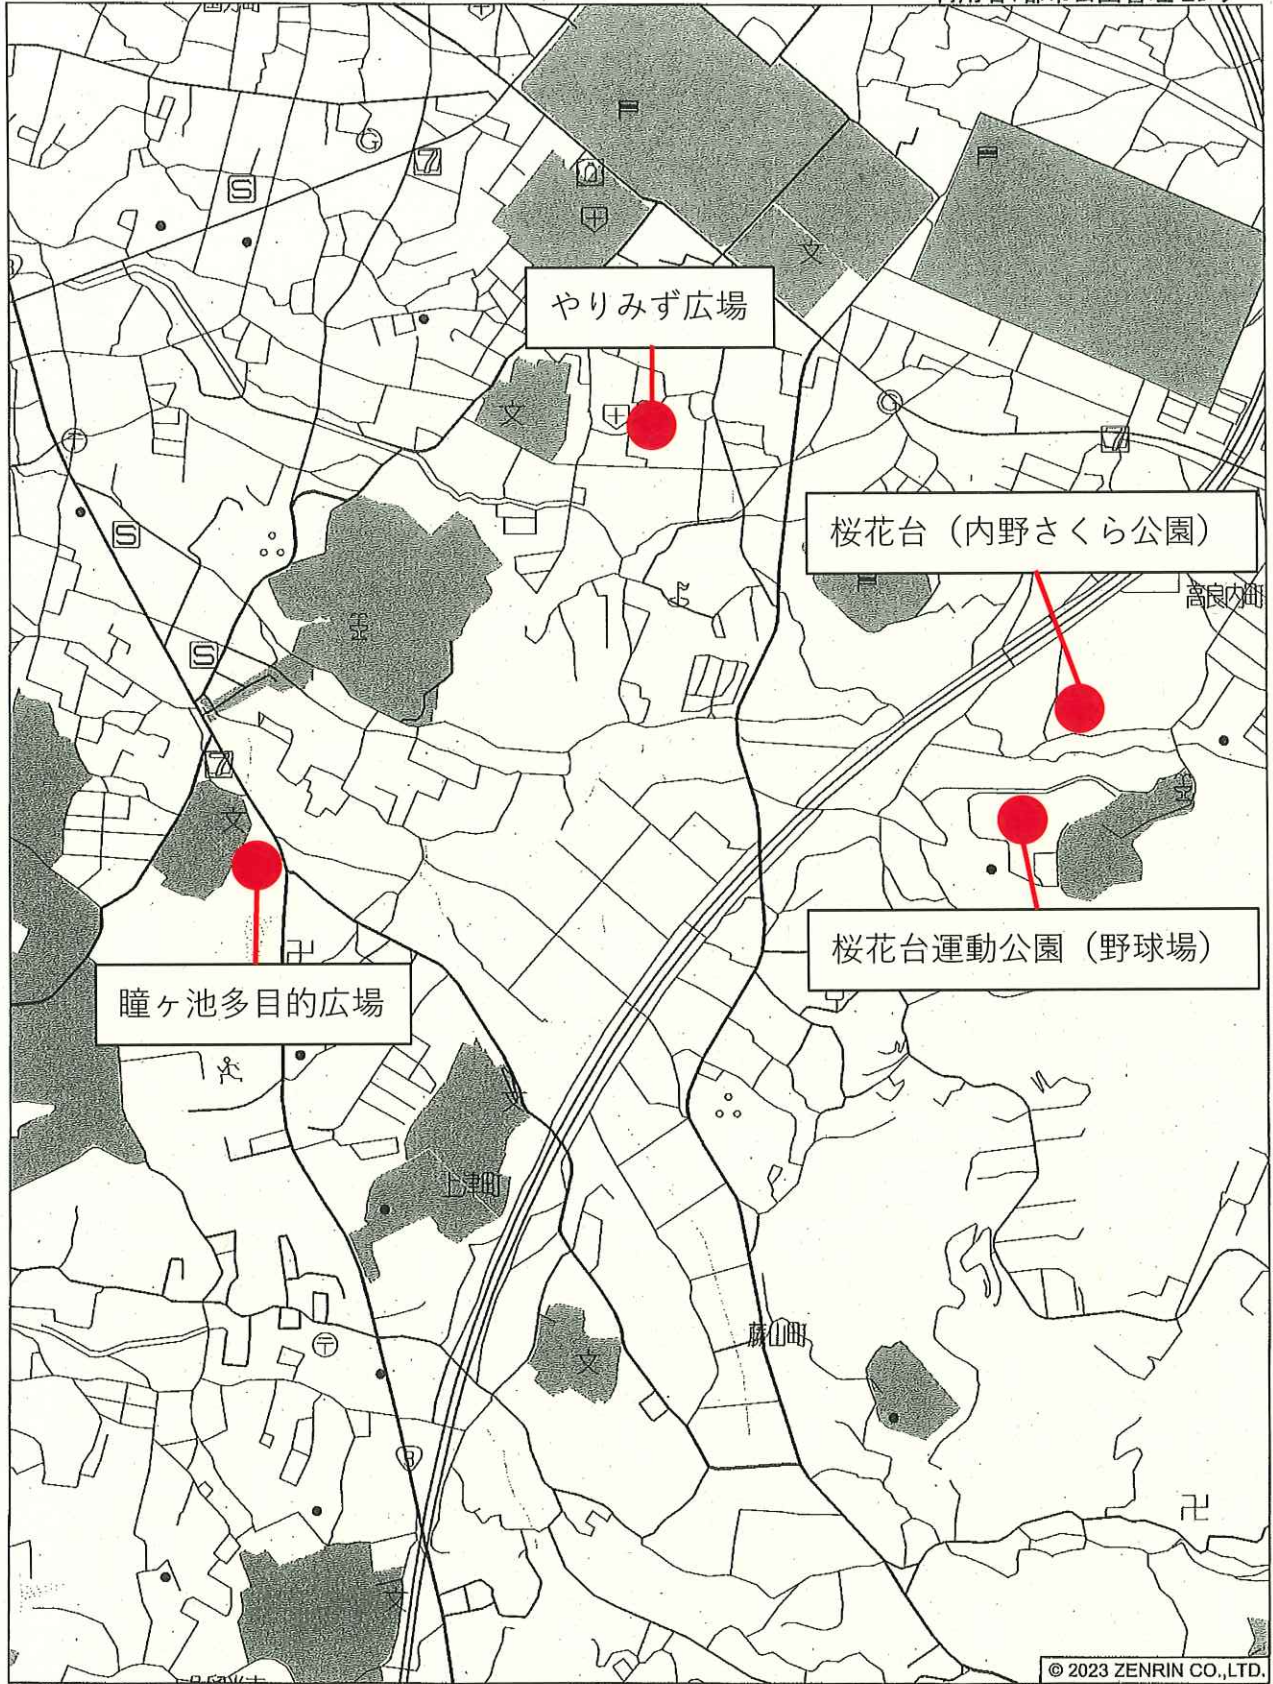 やりみず広場
桜花台（内野さくら公園）
高良内町
桜花台運動公園（野球場）
瞳ヶ池多目的広場
上津町
藤山町
© 2023 ZENRIN CO.,LTD.